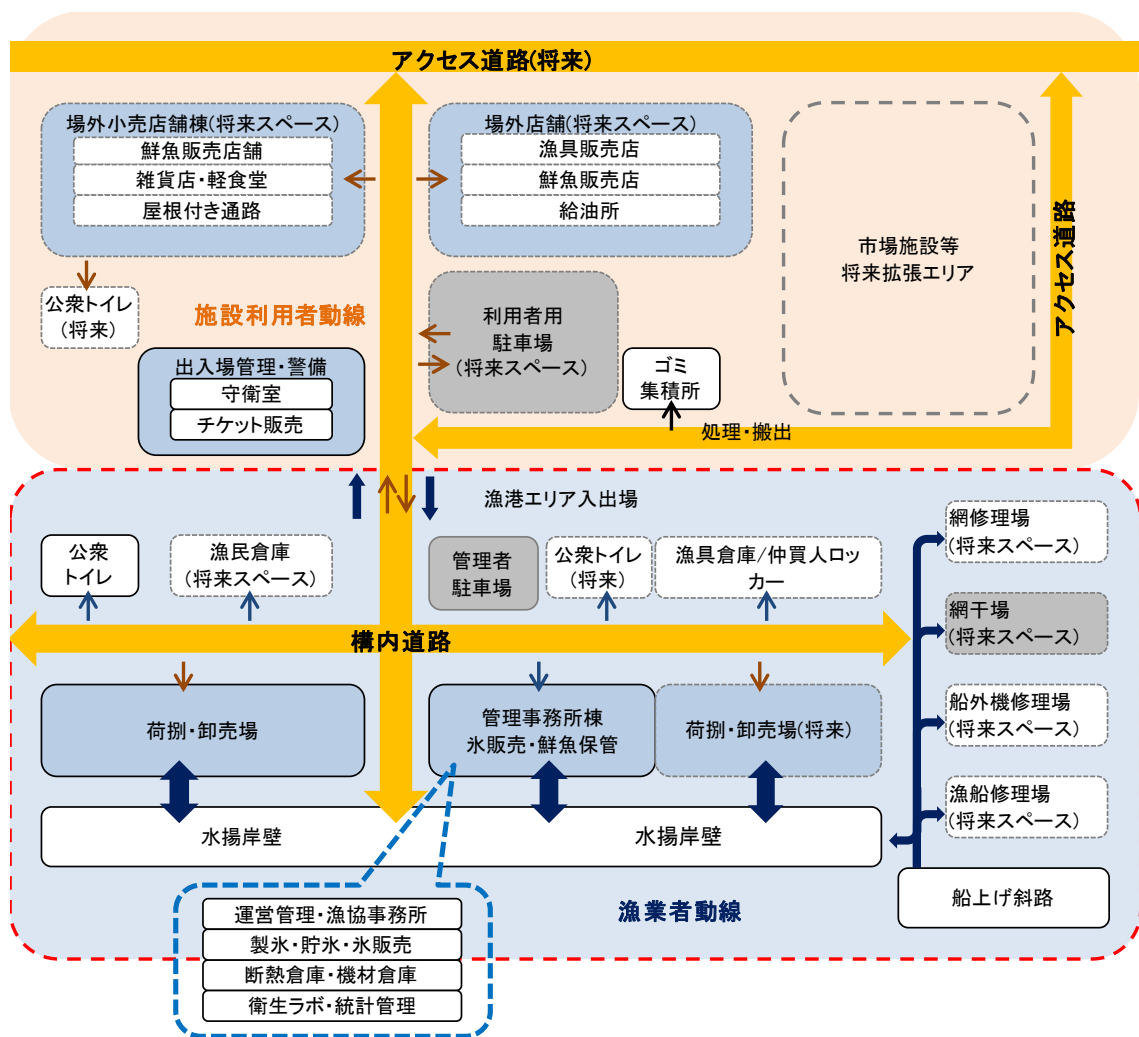 アクセス道路(将来)
場外小売店舗棟(将来スペース)
鮮魚販売店舗
雑貨店・軽食堂
屋根付き通路
場外店舗(将来スペース)
漁具販売店
鮮魚販売店
給油所
市場施設等
将来拡張エリア
アクセス道路
公衆トイレ
(将来)
施設利用者動線
利用者用
駐車場
(将来スペース)
出入場管理・警備
守衛室
チケット販売
ゴミ
集積所
処理・搬出
漁港エリア入出場
公衆
トイレ
漁民倉庫
(将来スペース)
管理者
駐車場
公衆トイレ
(将来)
漁具倉庫/仲買人ロッ
カー
網修理場
(将来スペース)
構内道路
網干場
(将来スペース)
荷捌・卸売場
管理事務所棟
氷販売・鮮魚保管
荷捌・卸売場(将来)
船外機修理場
(将来スペース)
漁船修理場
(将来スペース)
水揚岸壁
水揚岸壁
船上げ斜路
漁業者動線
運営管理・漁協事務所
製氷・貯氷・氷販売
断熱倉庫・機材倉庫
衛生ラボ・統計管理